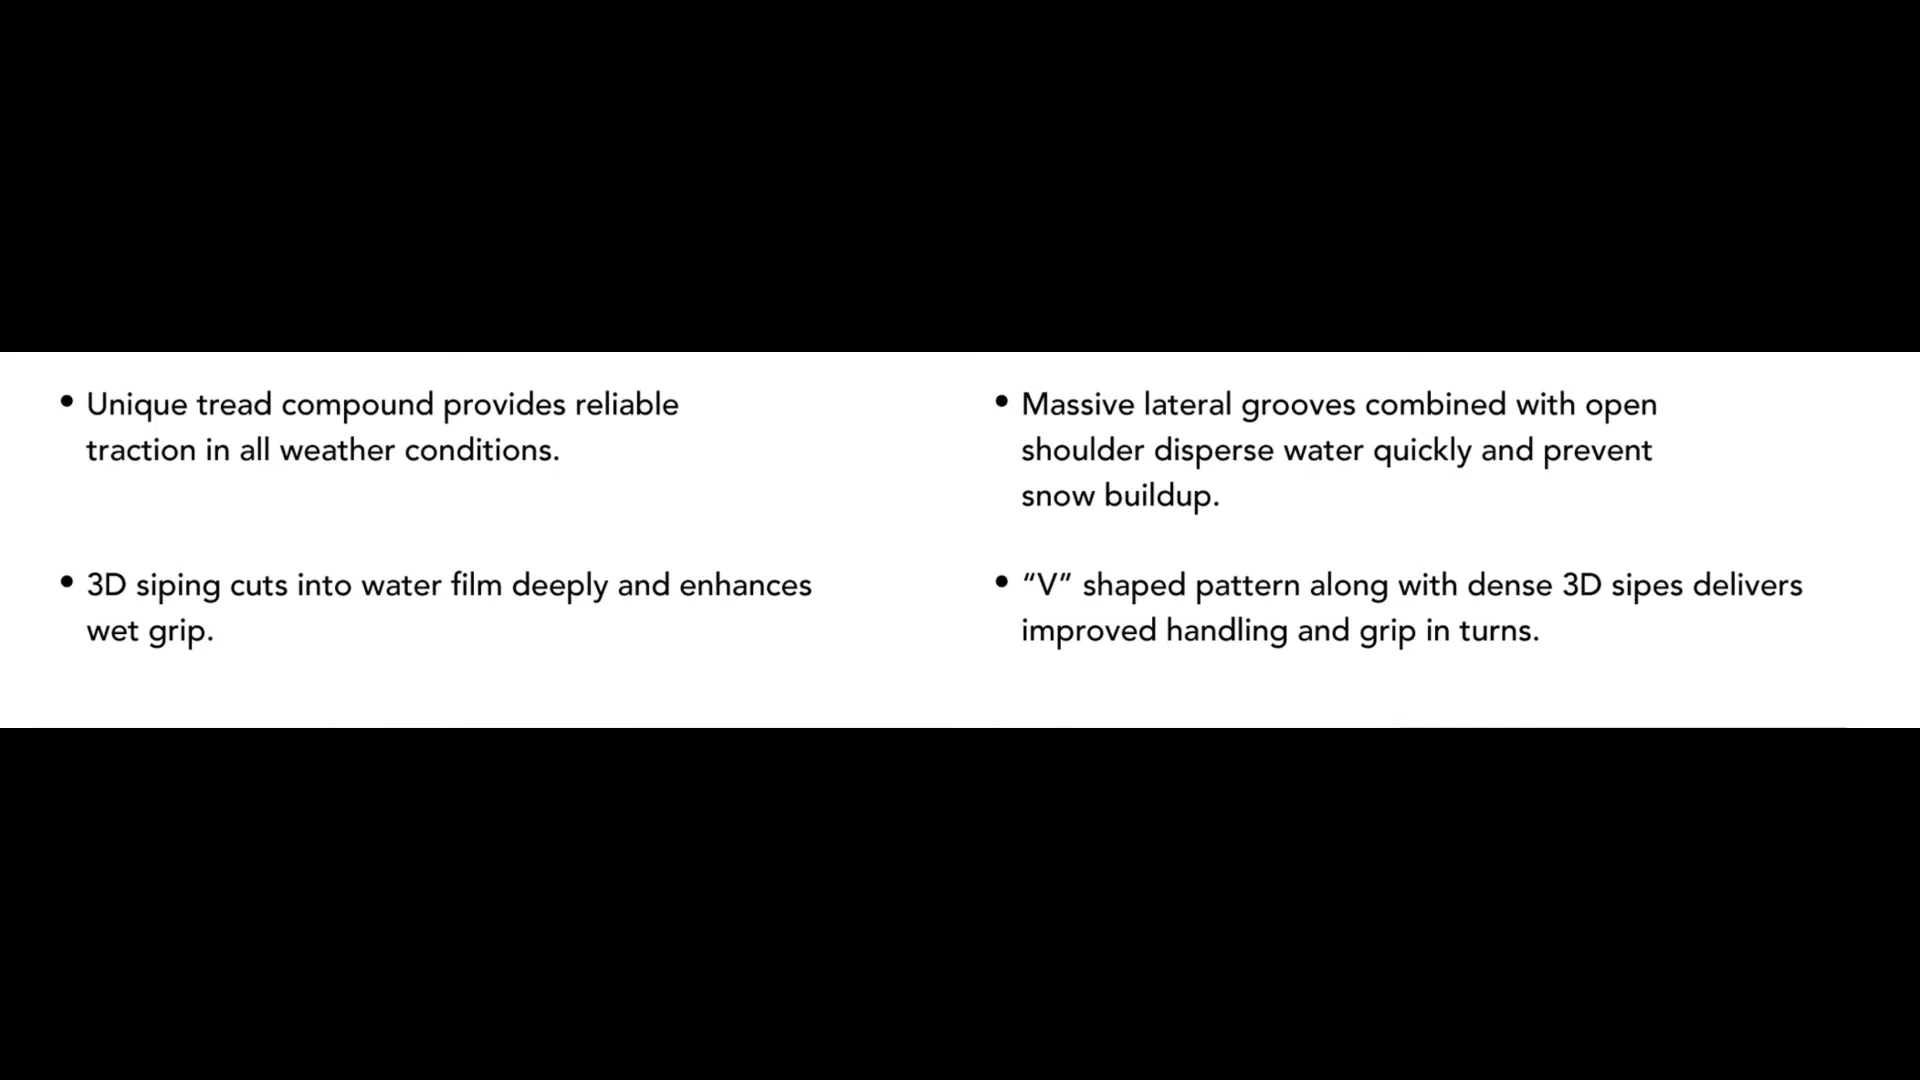 • Unique tread compound provides reliable
traction in all weather conditions.
• 3D siping cuts into water film deeply and enhances
wet grip.
• Massive lateral grooves combined with open
shoulder disperse water quickly and prevent
snow buildup.
• “V” shaped pattern along with dense 3D sipes delivers
improved handling and grip in turns.